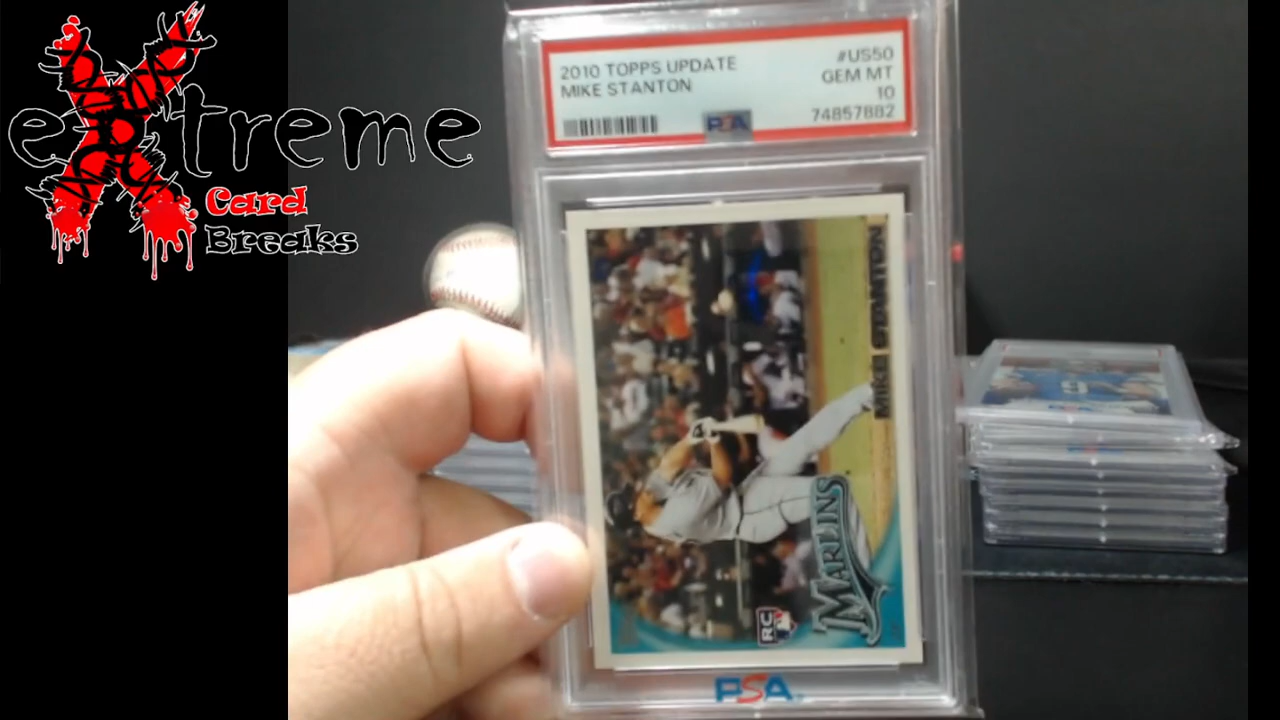 eXtreme
Card
Breaks
2010 TOPPS UPDATE
MIKE STANTON
#US50
GEM MT
10
74857882
PSA
MIKE STANTON
MARLINS
RC
PSA